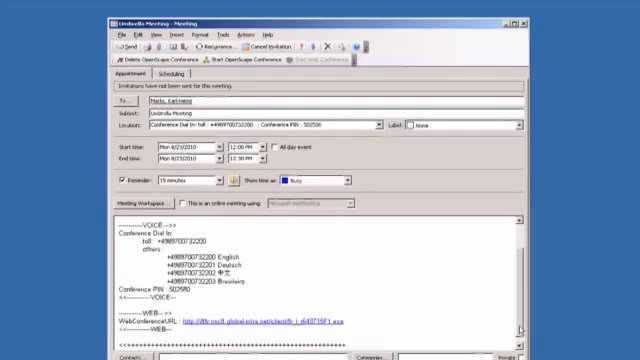 Umbrella Meeting - Meeting
File Edit View Insert Format Tools Actions Help
Send Recurrence... Cancel Invitation
Delete OpenScape Conference Start OpenScape Conference Start Web Conference
Appointment Scheduling
Invitations have not been sent for this meeting.
To... Marks, Karl-Heinz
Subject: Umbrella Meeting
Location: Conference Dial In: toll : +4989700732200 : Conference PIN : 502580 Label: None
Start time: Mon 8/23/2010 12:00 PM All day event
End time: Mon 8/23/2010 12:30 PM
Reminder: 15 minutes Show time as: Busy
Meeting Workspace... This is an online meeting using: Microsoft NetMeeting
-----------VOICE---->>
Conference Dial In
toll : +4989700732200
others :
+4989700732200 English
+4989700732201 Deutsch
+4989700732202 中文
+4989700732203 Brasileiro
Conference PIN : 502580
<<-----------VOICE---
-----------WEB---->>
WebConferenceURL :
<<-----------WEB---
<<++++++++++++++++++++++++++++++++++++++++
Contacts... Categories... Private